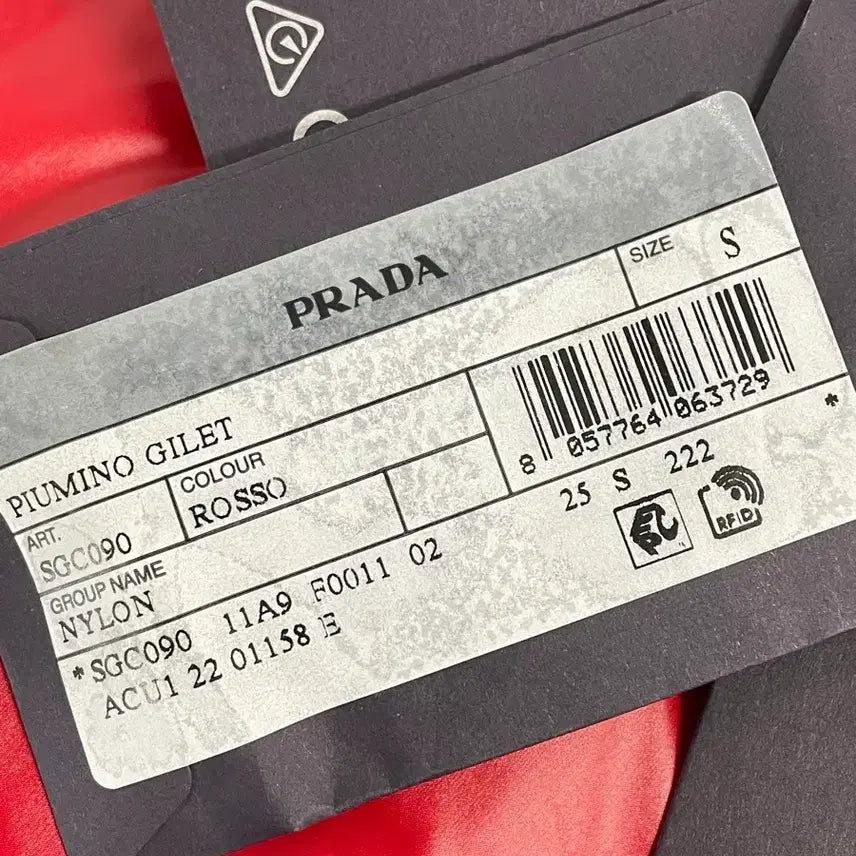 PRADA
SIZE S
PIUMINO GILET
8 057764 063729
ART. SGC090
COLOUR ROSSO
GROUP NAME
NYLON
25 S 222 *
RFID
*SGC090 11A9 F0011 02
ACU1 22 01158 E